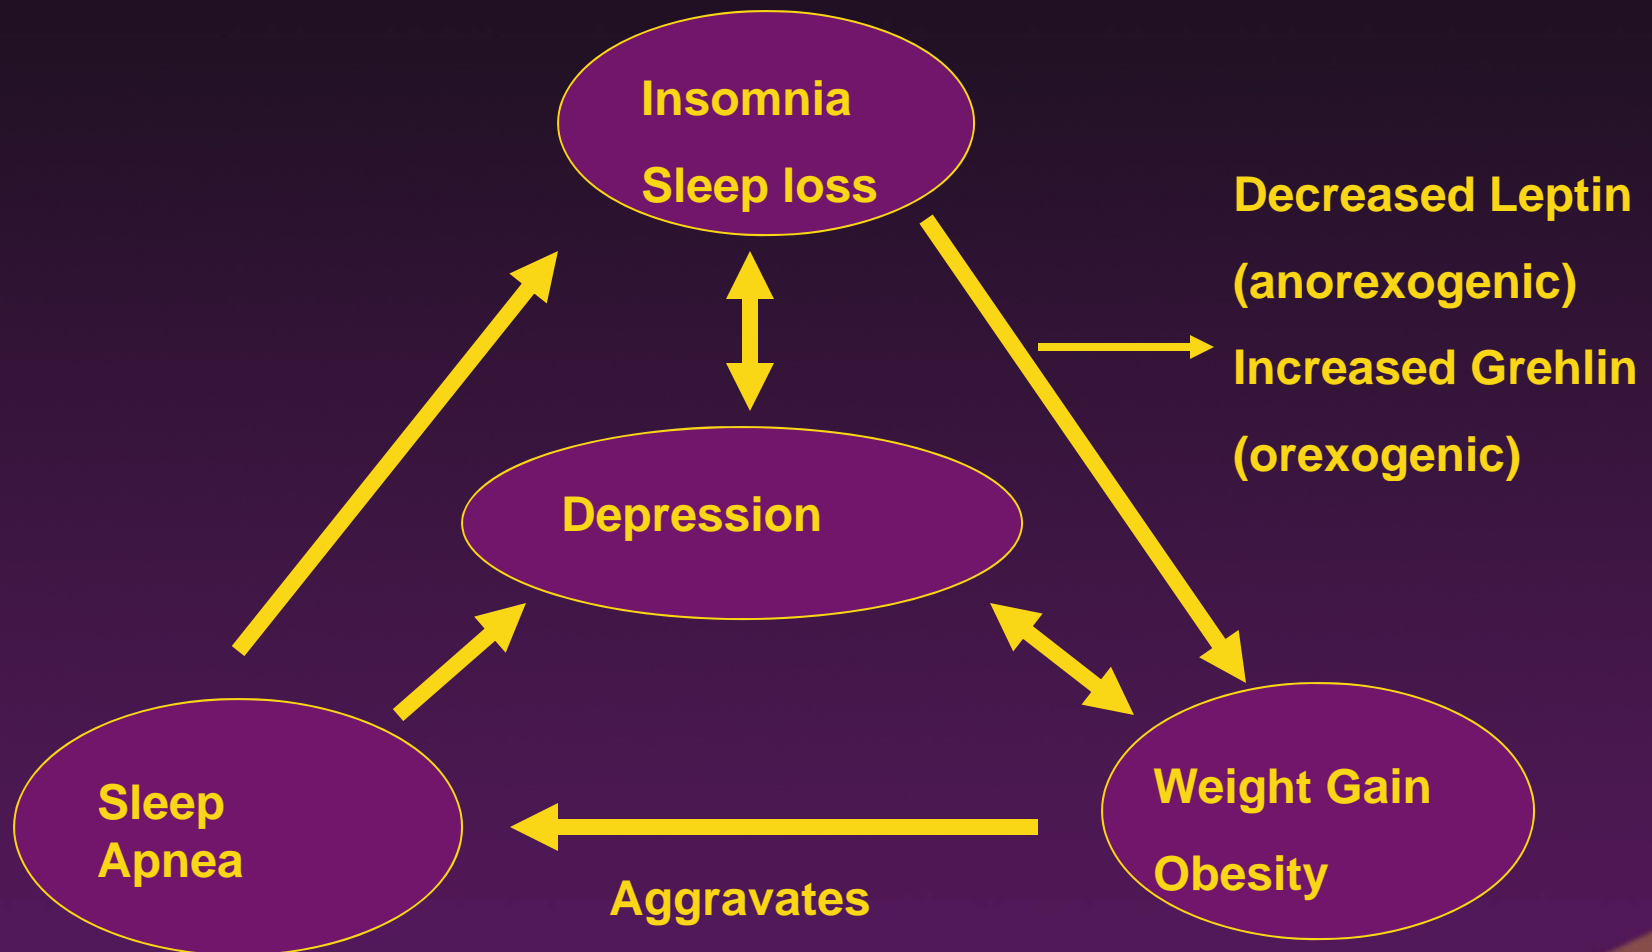 Insomnia
Sleep loss
Decreased Leptin
(anorexogenic)
Increased Grehlin
(orexogenic)
Depression
Sleep
Apnea
Weight Gain
Obesity
Aggravates